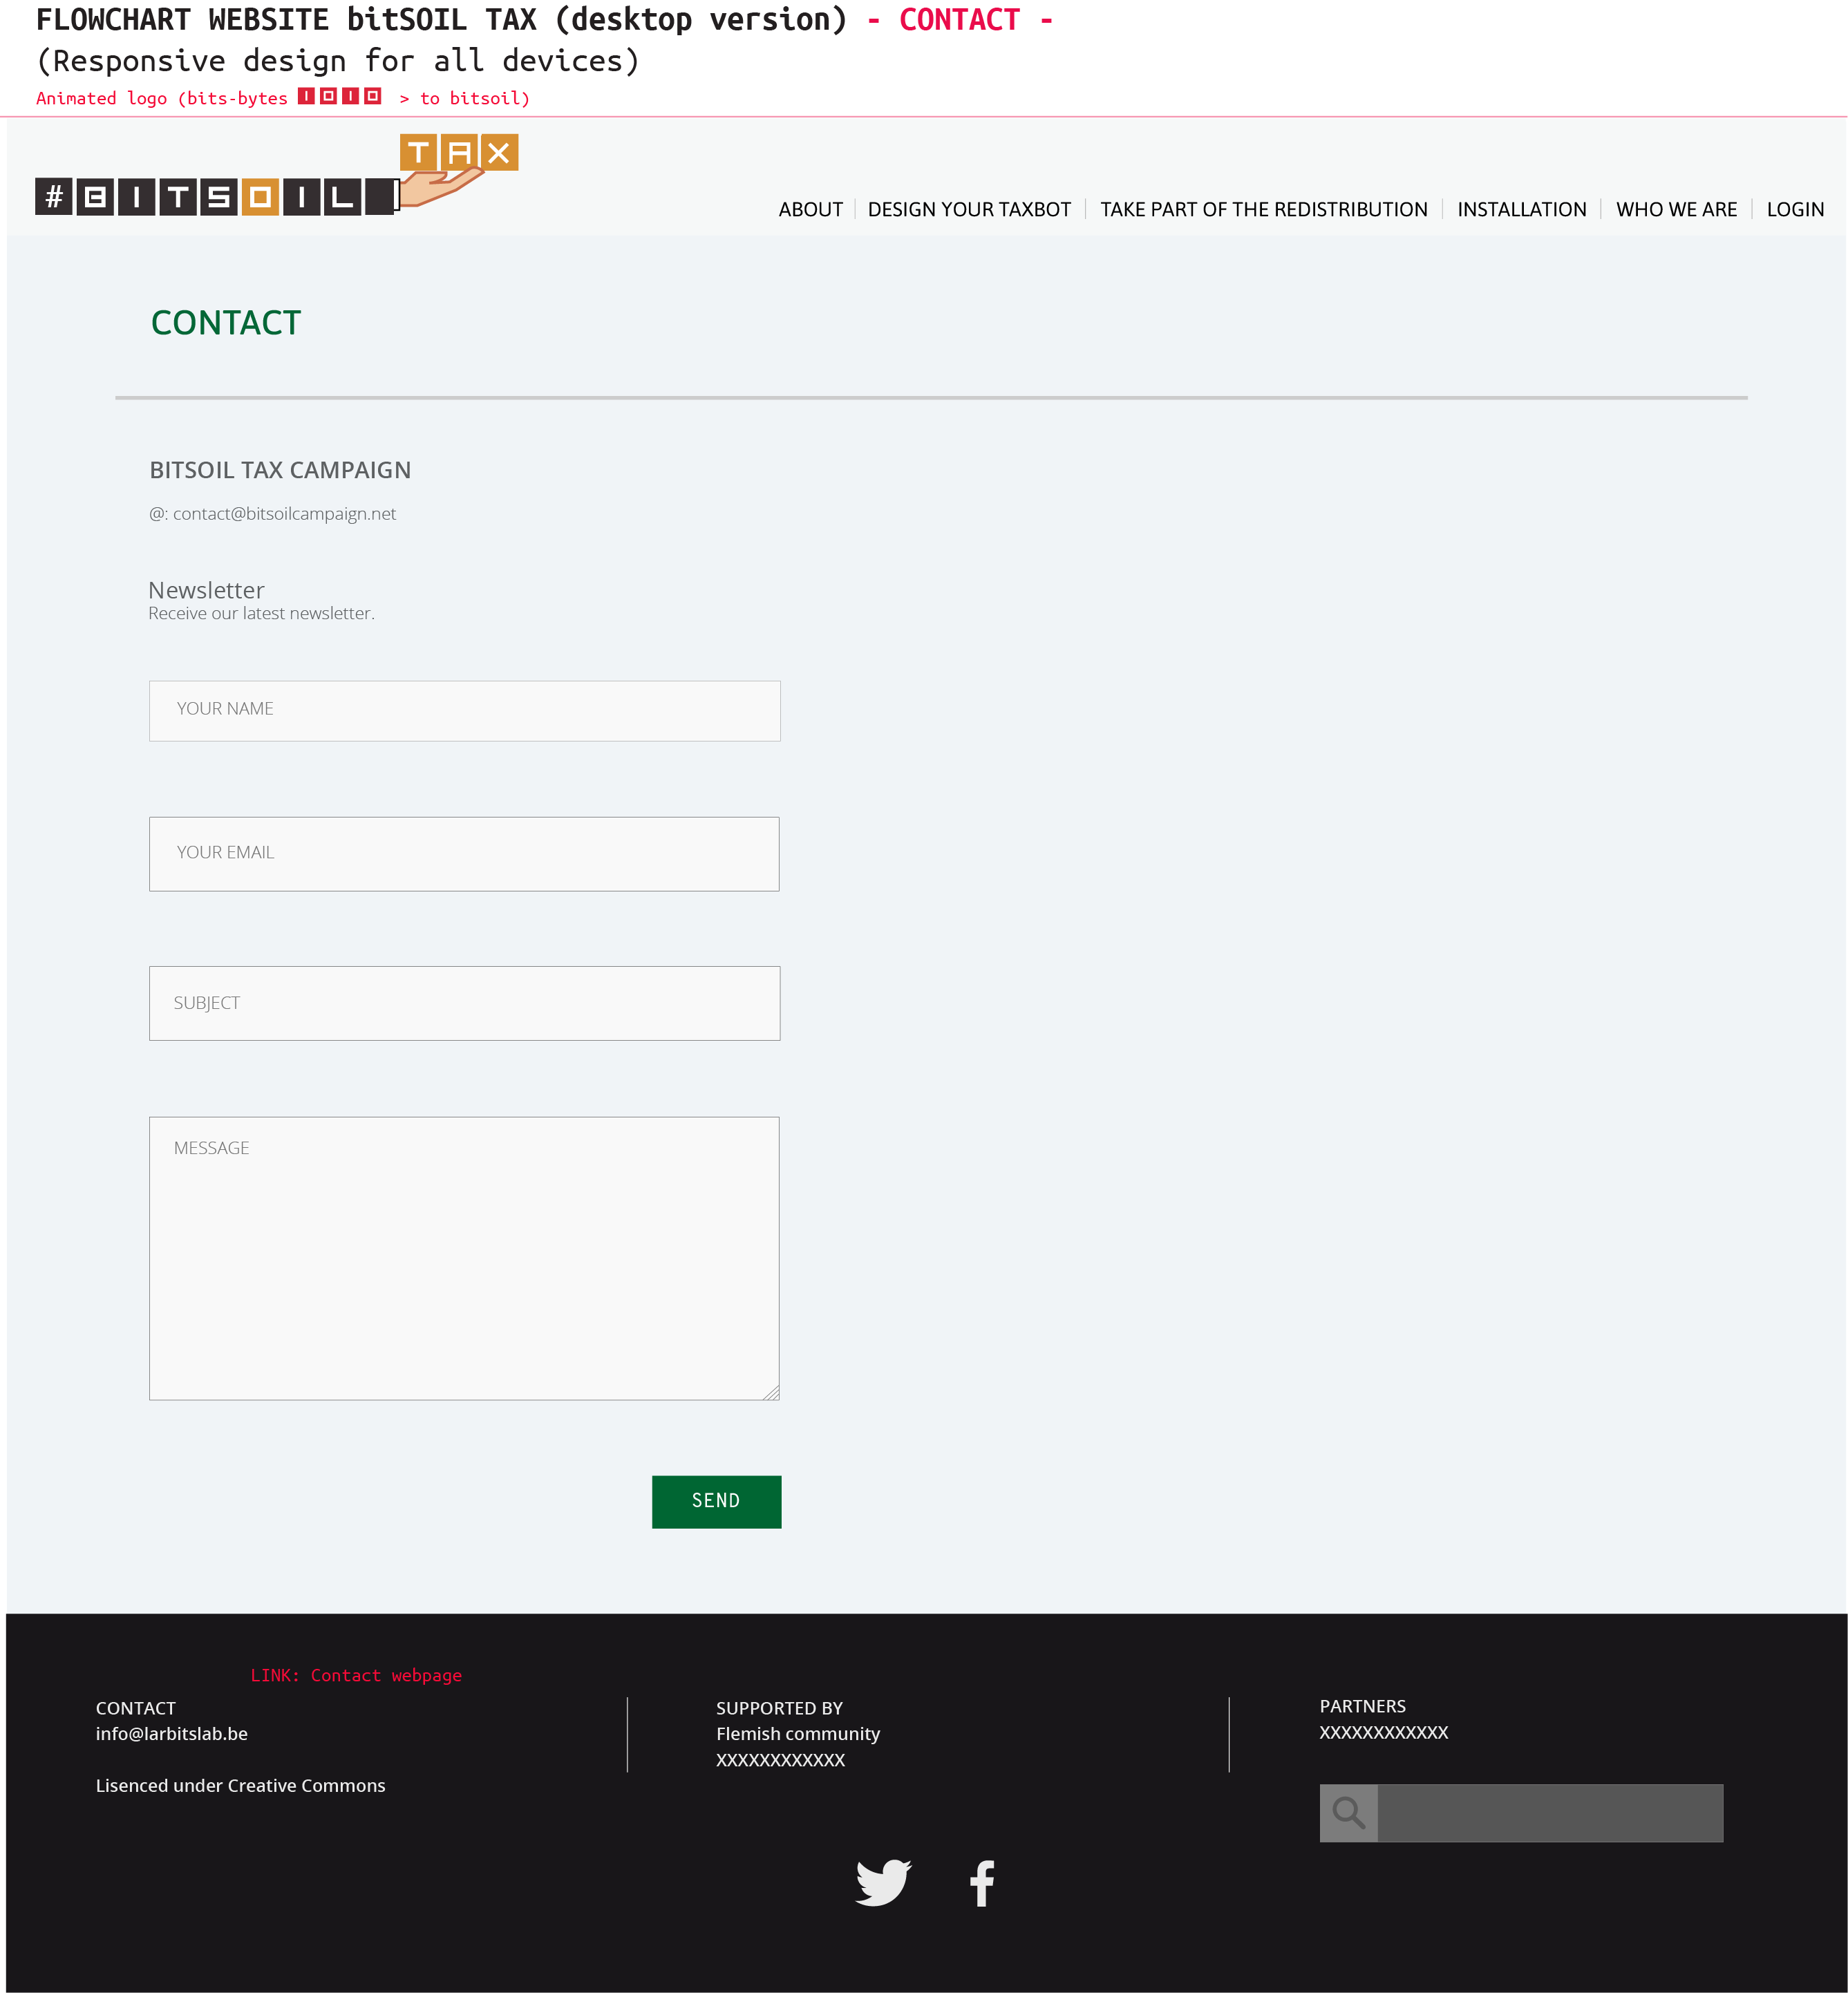 FLOWCHART WEBSITE bitSOIL TAX (desktop version) - CONTACT -
(Responsive design for all devices)
Animated logo (bits-bytes 1010 > to bitsoil)
TAX
#BITSOIL
ABOUT DESIGN YOUR TAXBOT TAKE PART OF THE REDISTRIBUTION INSTALLATION WHO WE ARE LOGIN
CONTACT
BITSOIL TAX CAMPAIGN
@: contact@bitsoilcampaign.net
Newsletter
Receive our latest newsletter.
YOUR NAME
YOUR EMAIL
SUBJECT
MESSAGE
SEND
LINK: Contact webpage
CONTACT
info@larbitslab.be
Lisenced under Creative Commons
SUPPORTED BY
Flemish community
XXXXXXXXXXXX
PARTNERS
XXXXXXXXXXXX